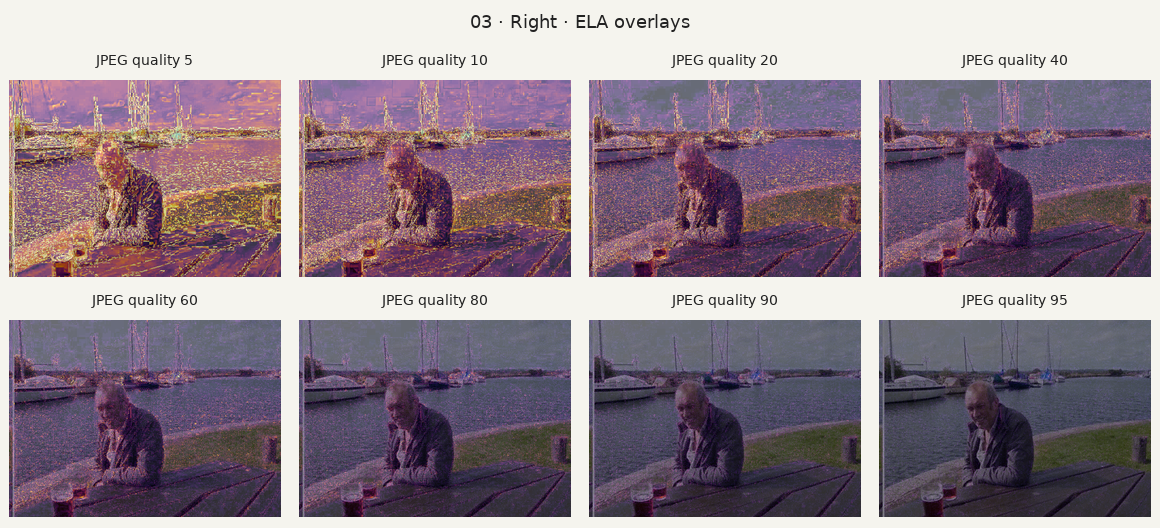 03 · Right · ELA overlays
JPEG quality 5
JPEG quality 10
JPEG quality 20
JPEG quality 40
JPEG quality 60
JPEG quality 80
JPEG quality 90
JPEG quality 95